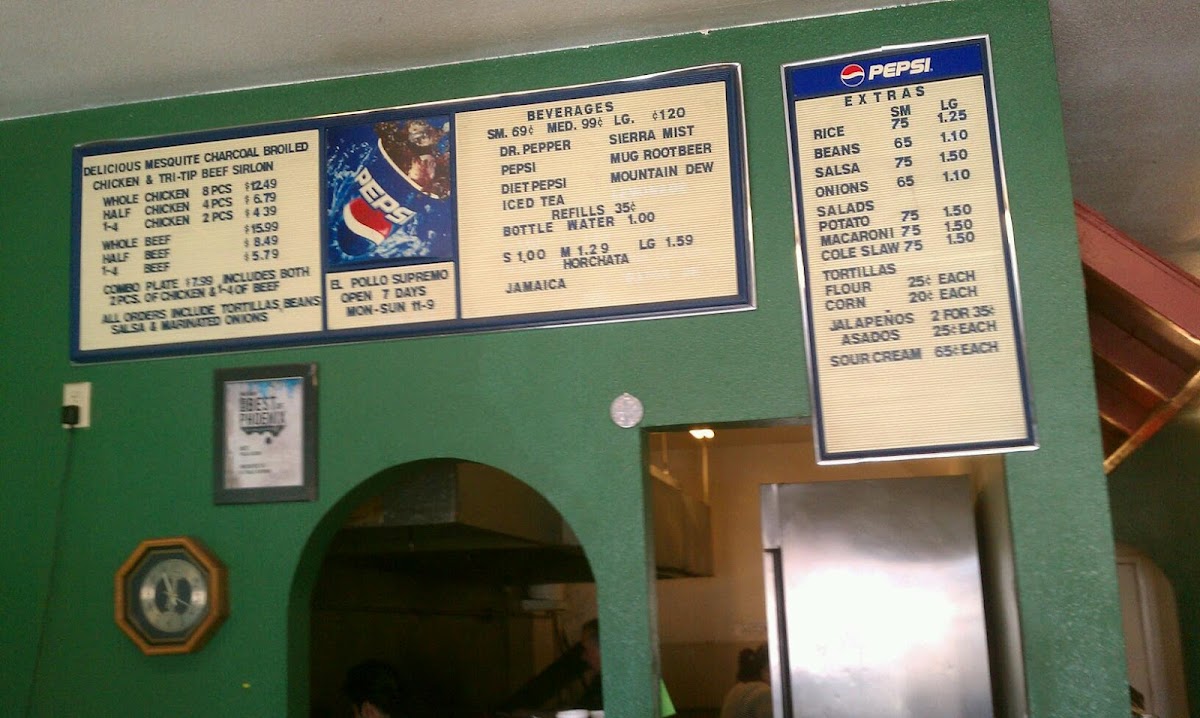 DELICIOUS MESQUITE CHARCOAL BROILED
CHICKEN & TRI-TIP BEEF SIRLOIN
WHOLE CHICKEN 8 PCS $12.49
HALF CHICKEN 4 PCS $ 6.79
1-4 CHICKEN 2 PCS $ 4 39
WHOLE BEEF $15.99
HALF BEEF $ 8.49
1-4 BEEF $ 5.79
COMBO PLATE 17.99 INCLUDES BOTH
2 PCS. OF CHICKEN & 1-4 OF BEEF
ALL ORDERS INCLUDE TORTILLAS, BEANS
SALSA & MARINATED ONIONS
PEPSI
EL POLLO SUPREMO
OPEN 7 DAYS
MON-SUN 11-9
BEVERAGES
SM. 69¢ MED. 99¢ LG. ¢120
DR. PEPPER SIERRA MIST
PEPSI MUG ROOTBEER
DIET PEPSI MOUNTAIN DEW
ICED TEA
REFILLS 35¢
BOTTLE WATER 1.00
S 1,00 M 1.29 LG 1.59
HORCHATA
JAMAICA
PEPSI
EXTRAS
SM LG
RICE 75 1.25
BEANS 65 1.10
SALSA 75 1.50
ONIONS 65 1.10
SALADS
POTATO 75 1.50
MACARONI 75 1.50
COLE SLAW 75 1.50
TORTILLAS
FLOUR 25¢ EACH
CORN 20¢ EACH
JALAPEÑOS 2 FOR 35¢
ASADOS 25¢ EACH
SOUR CREAM 65¢ EACH
BEST OF
PHOENIX